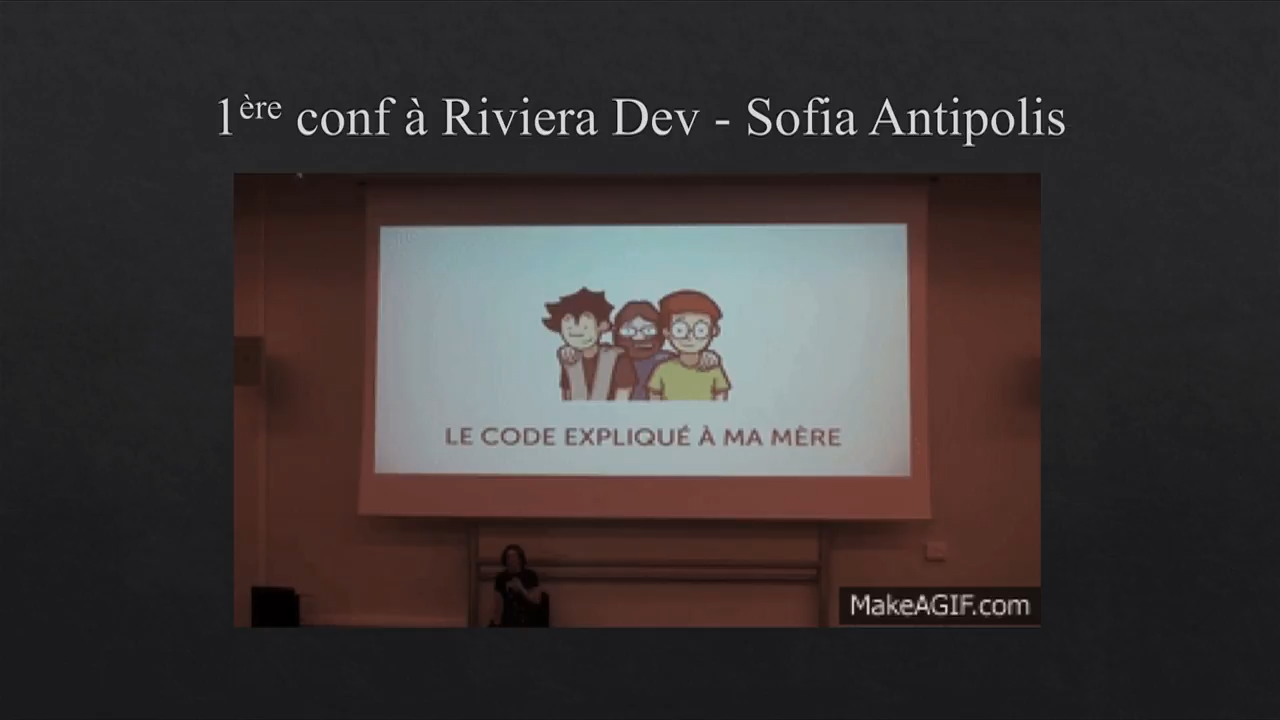 1ère conf à Riviera Dev - Sofia Antipolis
LE CODE EXPLIQUÉ À MA MÈRE
MakeAGIF.com